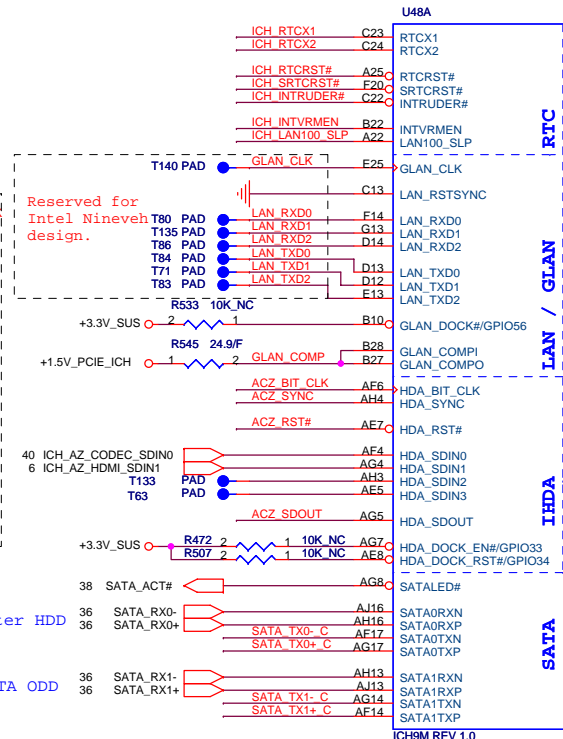 U48A
ICH_RTCX1 C23 RTCX1
ICH_RTCX2 C24 RTCX2
ICH_RTCRST# A25 RTCRST#
ICH_SRTCRST# F20 SRTCRST#
ICH_INTRUDER# C22 INTRUDER#
RTC
ICH_INTVRMEN B22 INTVRMEN
ICH_LAN100_SLP A22 LAN100_SLP
T140 PAD GLAN_CLK E25 GLAN_CLK
C13 LAN_RSTSYNC
Reserved for
Intel Nineveh
design.
T80 PAD LAN_RXD0 F14 LAN_RXD0
T135 PAD LAN_RXD1 G13 LAN_RXD1
T86 PAD LAN_RXD2 D14 LAN_RXD2
T84 PAD LAN_TXD0 D13 LAN_TXD0
T71 PAD LAN_TXD1 D12 LAN_TXD1
T83 PAD LAN_TXD2 E13 LAN_TXD2
LAN / GLAN
R533 10K_NC
+3.3V_SUS 2 1 B10 GLAN_DOCK#/GPIO56
R545 24.9/F
+1.5V_PCIE_ICH 1 2 GLAN_COMP B28 GLAN_COMPI
B27 GLAN_COMPO
ACZ_BIT_CLK AF6 HDA_BIT_CLK
ACZ_SYNC AH4 HDA_SYNC
ACZ_RST# AE7 HDA_RST#
40 ICH_AZ_CODEC_SDIN0 AF4 HDA_SDIN0
6 ICH_AZ_HDMI_SDIN1 AG4 HDA_SDIN1
T133 PAD AH3 HDA_SDIN2
T63 PAD AE5 HDA_SDIN3
IHDA
ACZ_SDOUT AG5 HDA_SDOUT
+3.3V_SUS R472 2 1 10K_NC AG7 HDA_DOCK_EN#/GPIO33
R507 2 1 10K_NC AE8 HDA_DOCK_RST#/GPIO34
38 SATA_ACT# AG8 SATALED#
36 SATA_RX0- AJ16 SATA0RXN
ter HDD 36 SATA_RX0+ AH16 SATA0RXP
SATA_TX0-_C AF17 SATA0TXN
SATA_TX0+_C AG17 SATA0TXP
SATA
36 SATA_RX1- AH13 SATA1RXN
TA ODD 36 SATA_RX1+ AJ13 SATA1RXP
SATA_TX1-_C AG14 SATA1TXN
SATA_TX1+_C AF14 SATA1TXP
ICH9M REV 1.0